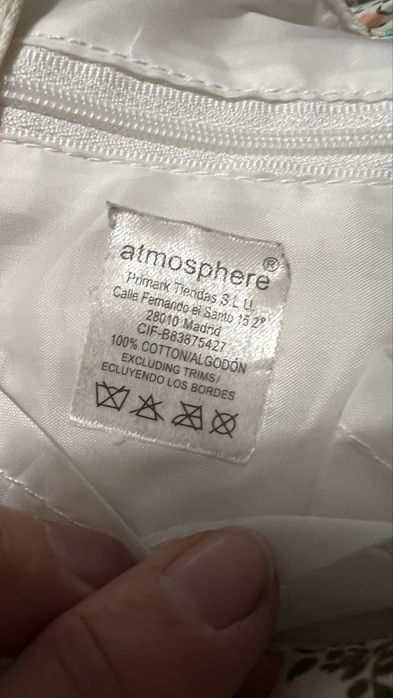 atmosphere®
Primark Tiendas S.L.U.
Calle Fernando el Santo 15 2º
28010 Madrid
CIF-B83875427
100% COTTON/ALGODÓN
EXCLUDING TRIMS/
ECLUYENDO LOS BORDES